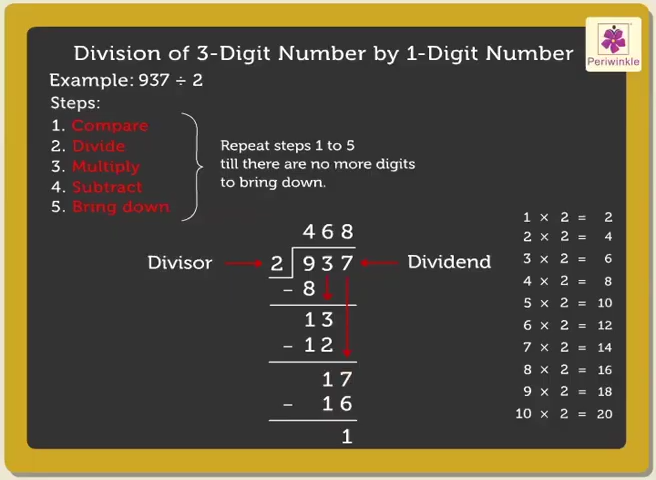 Division of 3-Digit Number by 1-Digit Number
Periwinkle
Example: 937 ÷ 2
Steps:
1. Compare
2. Divide
3. Multiply
4. Subtract
5. Bring down
Repeat steps 1 to 5
till there are no more digits
to bring down.
4 6 8
Divisor 2 9 3 7 Dividend
– 8
1 3
– 1 2
1 7
– 1 6
1
1 × 2 = 2
2 × 2 = 4
3 × 2 = 6
4 × 2 = 8
5 × 2 = 10
6 × 2 = 12
7 × 2 = 14
8 × 2 = 16
9 × 2 = 18
10 × 2 = 20